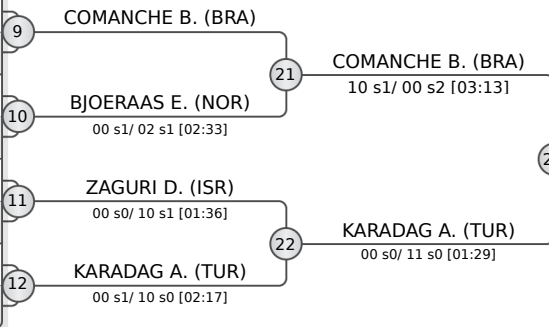 9
COMANCHE B. (BRA)
21
COMANCHE B. (BRA)
10 s1/ 00 s2 [03:13]
10
BJOERAAS E. (NOR)
00 s1/ 02 s1 [02:33]
11
ZAGURI D. (ISR)
00 s0/ 10 s1 [01:36]
22
KARADAG A. (TUR)
00 s0/ 11 s0 [01:29]
12
KARADAG A. (TUR)
00 s1/ 10 s0 [02:17]